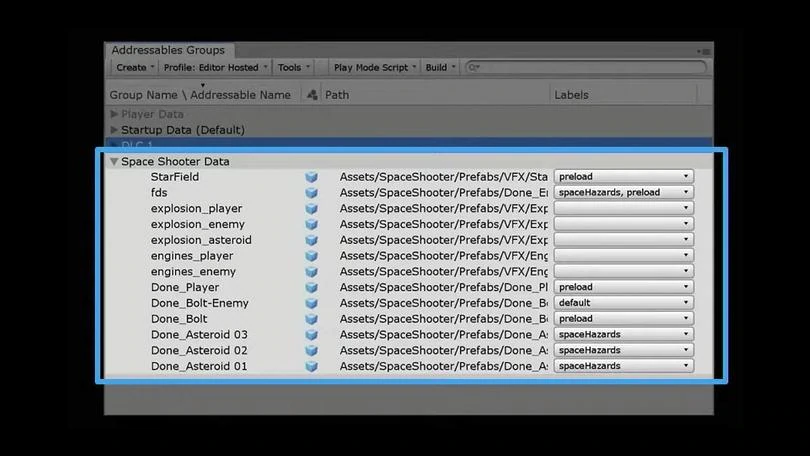 Addressables Groups
Create Profile: Editor Hosted Tools Play Mode Script Build
Group Name \ Addressable Name Path Labels
Player Data
Startup Data (Default)
DLC 1
Space Shooter Data
StarField Assets/SpaceShooter/Prefabs/VFX/Sta preload
fds Assets/SpaceShooter/Prefabs/Done_E spaceHazards, preload
explosion_player Assets/SpaceShooter/Prefabs/VFX/Exp
explosion_enemy Assets/SpaceShooter/Prefabs/VFX/Exp
explosion_asteroid Assets/SpaceShooter/Prefabs/VFX/Exp
engines_player Assets/SpaceShooter/Prefabs/VFX/Eng
engines_enemy Assets/SpaceShooter/Prefabs/VFX/Eng
Done_Player Assets/SpaceShooter/Prefabs/Done_Pl preload
Done_Bolt-Enemy Assets/SpaceShooter/Prefabs/Done_Bo default
Done_Bolt Assets/SpaceShooter/Prefabs/Done_Bo preload
Done_Asteroid 03 Assets/SpaceShooter/Prefabs/Done_As spaceHazards
Done_Asteroid 02 Assets/SpaceShooter/Prefabs/Done_As spaceHazards
Done_Asteroid 01 Assets/SpaceShooter/Prefabs/Done_As spaceHazards